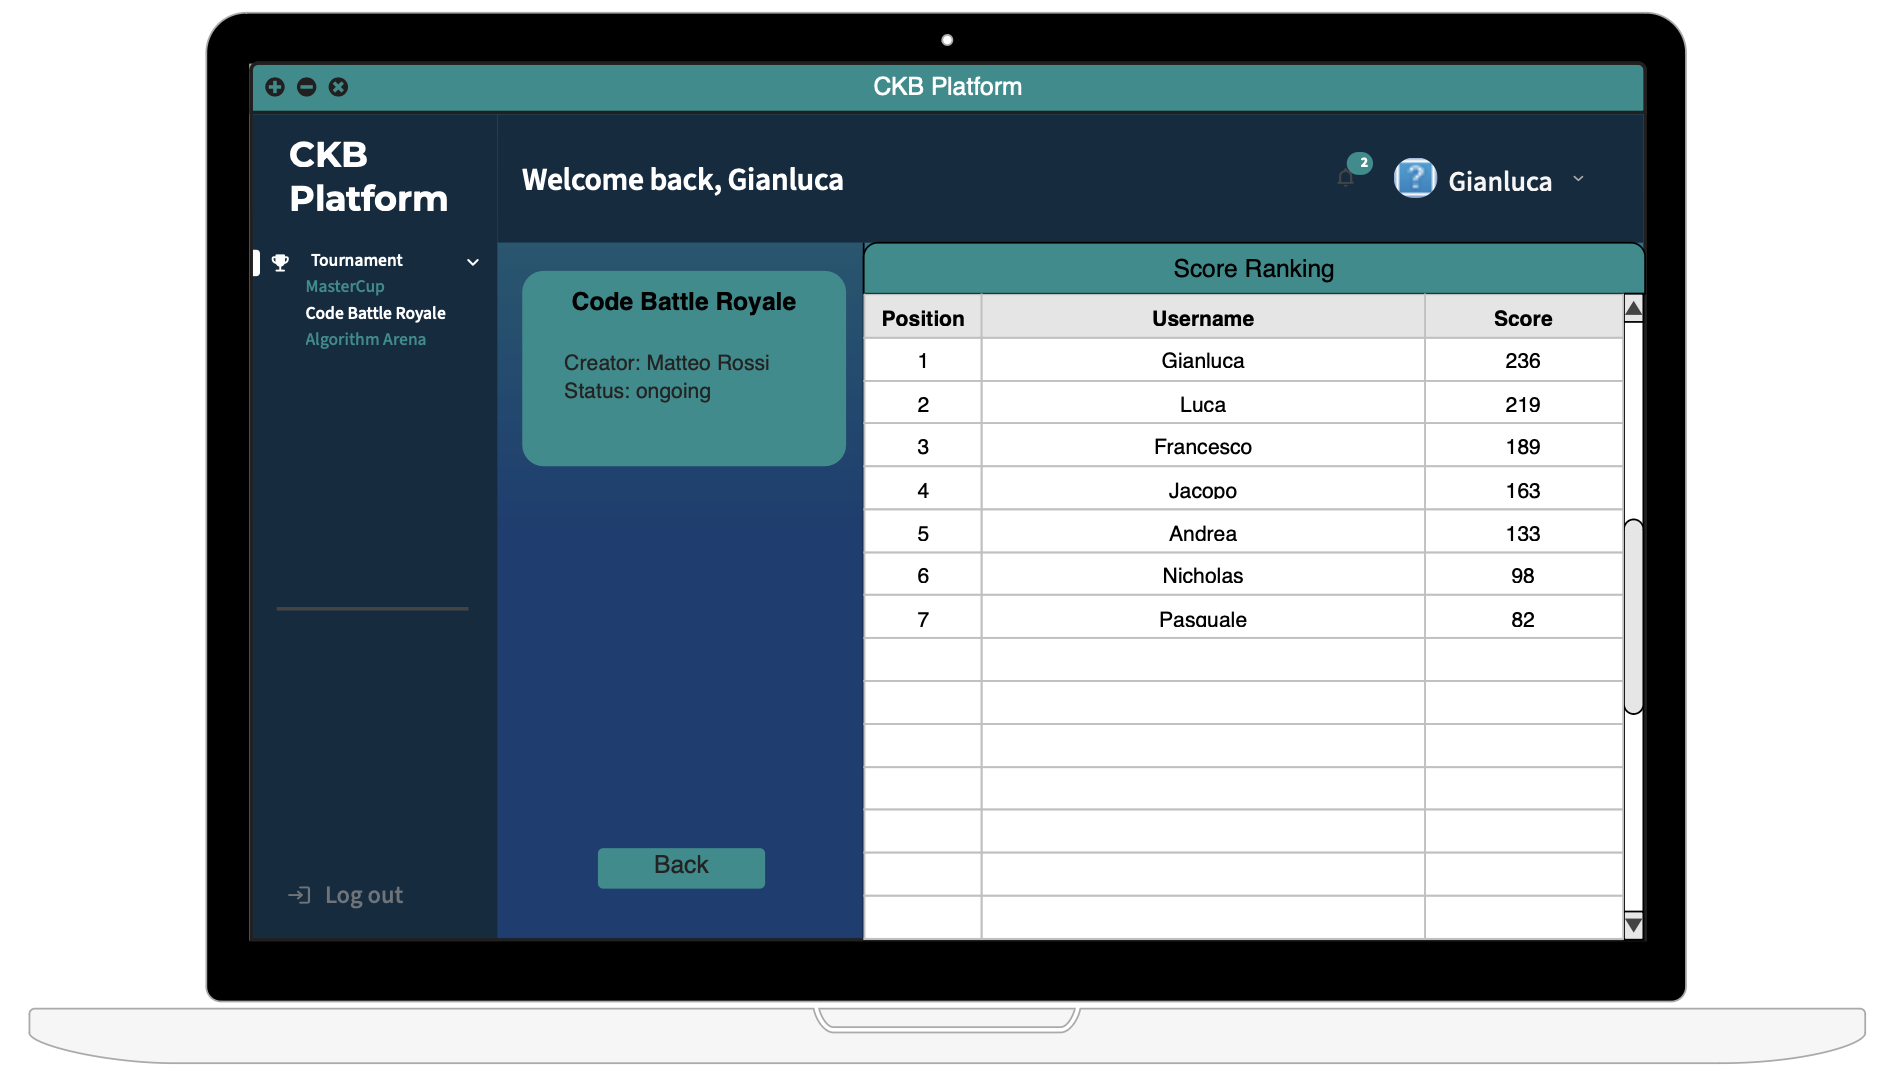 CKB Platform
CKB
Platform
Welcome back, Gianluca
2
?
Gianluca
Tournament
MasterCup
Code Battle Royale
Algorithm Arena
Log out
Code Battle Royale
Creator: Matteo Rossi
Status: ongoing
Back
Score Ranking
Position Username Score
1 Gianluca 236
2 Luca 219
3 Francesco 189
4 Jacopo 163
5 Andrea 133
6 Nicholas 98
7 Pasquale 82